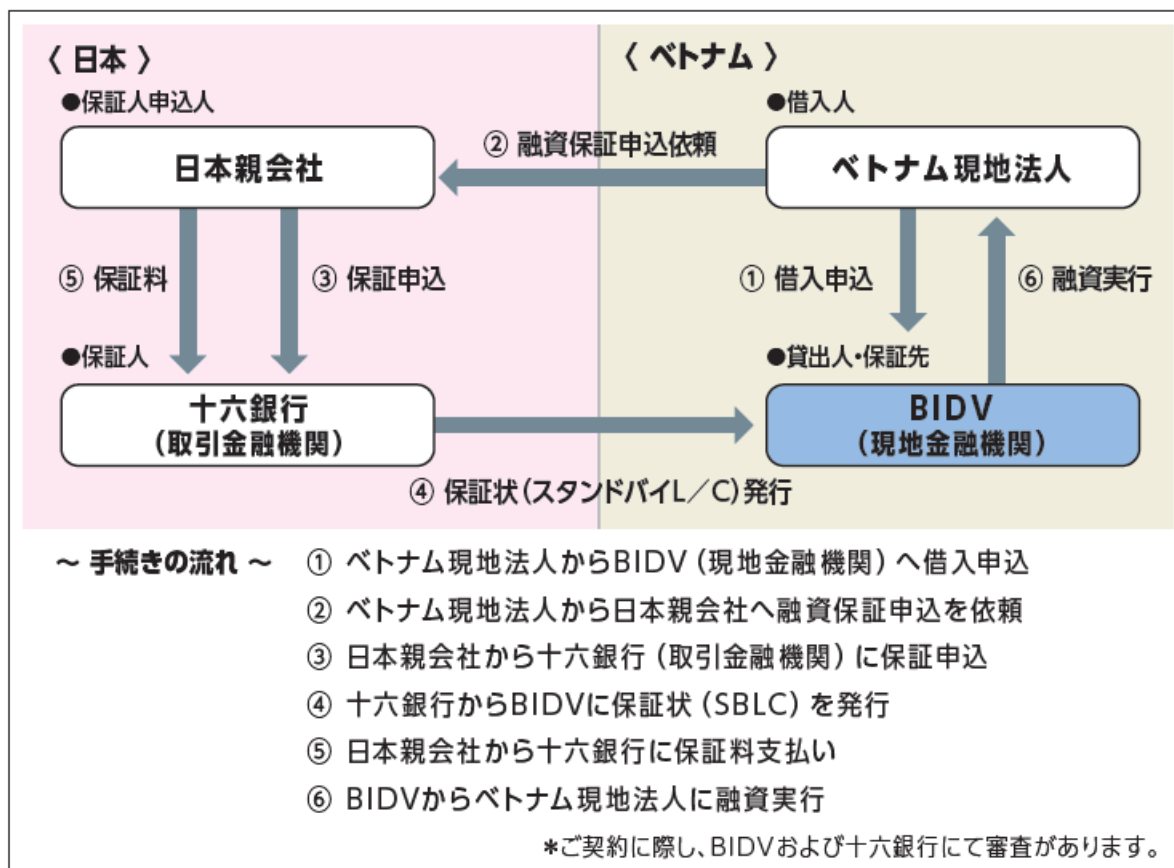 〈 日本 〉
〈 ベトナム 〉
●保証人申込人
●借入人
日本親会社
② 融資保証申込依頼
ベトナム現地法人
⑤ 保証料
③ 保証申込
① 借入申込
⑥ 融資実行
●保証人
●貸出人・保証先
十六銀行
（取引金融機関）
BIDV
（現地金融機関）
④ 保証状（スタンドバイL／C）発行
～ 手続きの流れ ～
① ベトナム現地法人からBIDV（現地金融機関）へ借入申込
② ベトナム現地法人から日本親会社へ融資保証申込を依頼
③ 日本親会社から十六銀行（取引金融機関）に保証申込
④ 十六銀行からBIDVに保証状（SBLC）を発行
⑤ 日本親会社から十六銀行に保証料支払い
⑥ BIDVからベトナム現地法人に融資実行
＊ご契約に際し、BIDVおよび十六銀行にて審査があります。